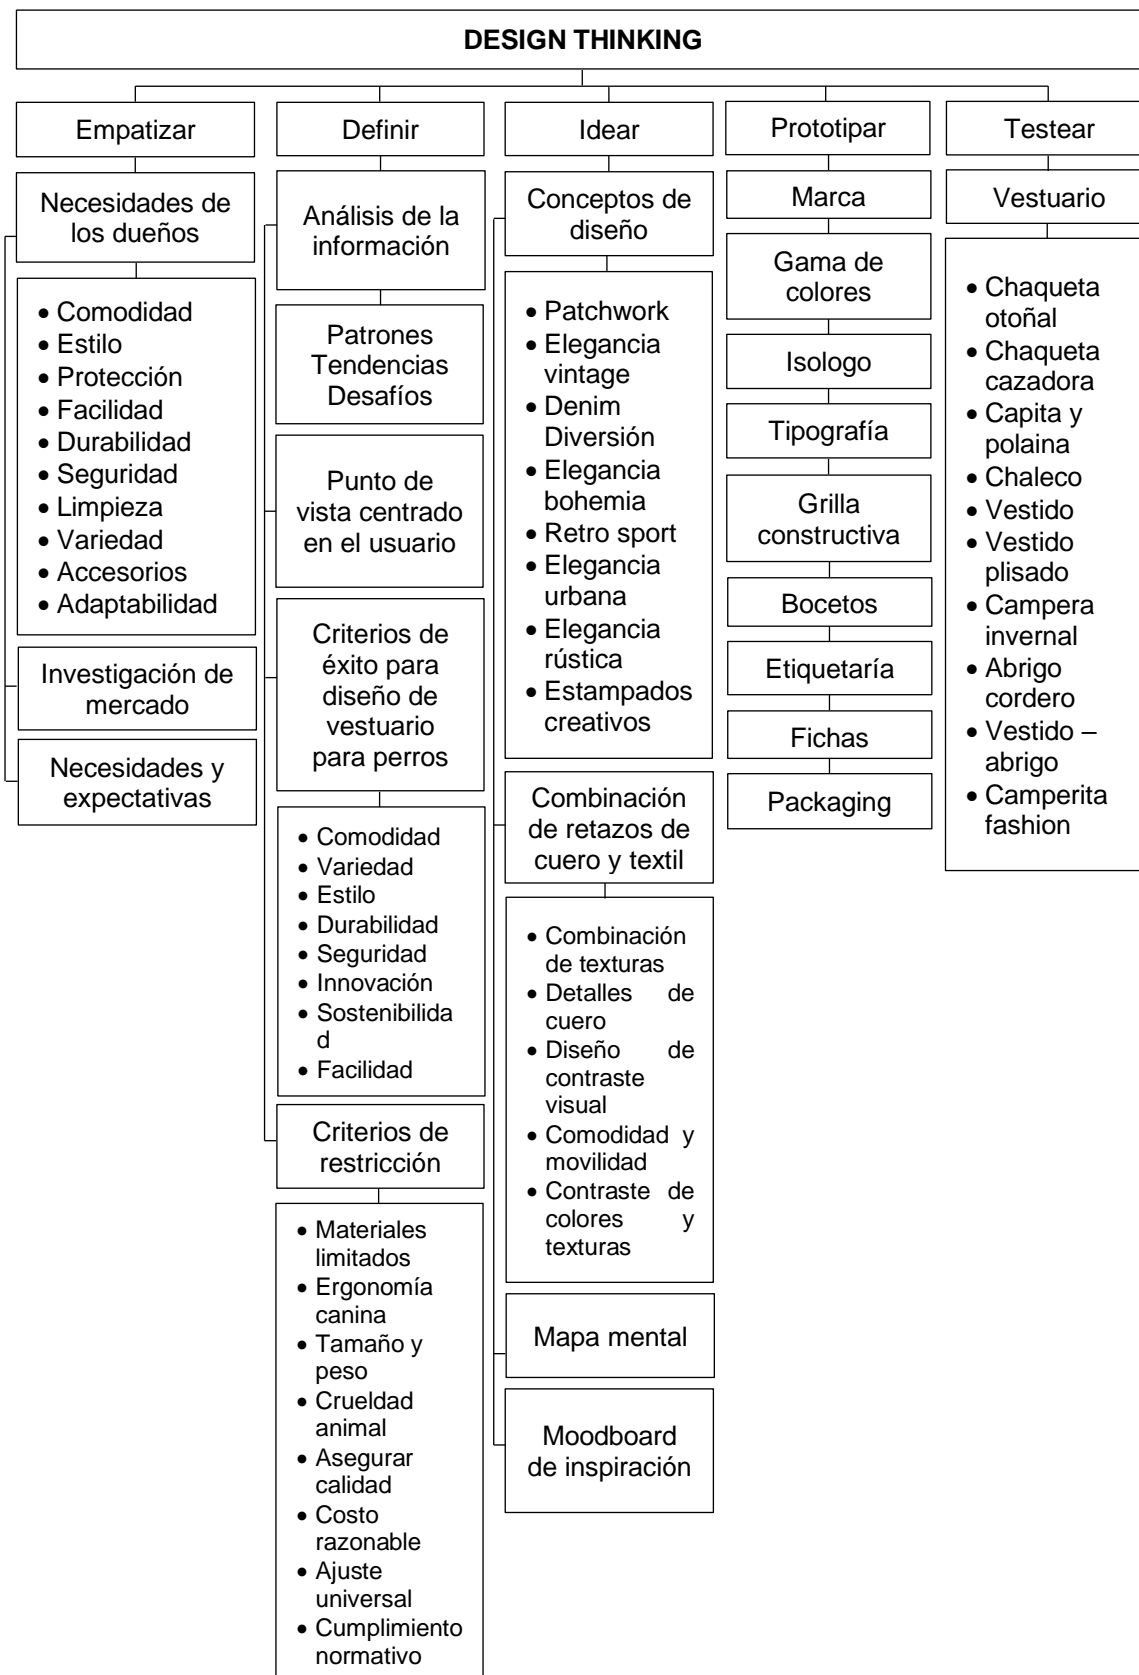 DESIGN THINKING
Empatizar
Necesidades de
los dueños
• Comodidad
• Estilo
• Protección
• Facilidad
• Durabilidad
• Seguridad
• Limpieza
• Variedad
• Accesorios
• Adaptabilidad
Investigación de
mercado
Necesidades y
expectativas
Definir
Análisis de la
información
Patrones
Tendencias
Desafíos
Punto de
vista centrado
en el usuario
Criterios de
éxito para
diseño de
vestuario
para perros
• Comodidad
• Variedad
• Estilo
• Durabilidad
• Seguridad
• Innovación
• Sostenibilida
d
• Facilidad
Criterios de
restricción
• Materiales
limitados
• Ergonomía
canina
• Tamaño y
peso
• Crueldad
animal
• Asegurar
calidad
• Costo
razonable
• Ajuste
universal
• Cumplimiento
normativo
Idear
Conceptos de
diseño
• Patchwork
• Elegancia
vintage
• Denim
Diversión
• Elegancia
bohemia
• Retro sport
• Elegancia
urbana
• Elegancia
rústica
• Estampados
creativos
Combinación
de retazos de
cuero y textil
• Combinación
de texturas
• Detalles de
cuero
• Diseño de
contraste
visual
• Comodidad y
movilidad
• Contraste de
colores y
texturas
Mapa mental
Moodboard
de inspiración
Prototipar
Marca
Gama de
colores
Isologo
Tipografía
Grilla
constructiva
Bocetos
Etiquetaría
Fichas
Packaging
Testear
Vestuario
• Chaqueta
otoñal
• Chaqueta
cazadora
• Capita y
polaina
• Chaleco
• Vestido
• Vestido
plisado
• Campera
invernal
• Abrigo
cordero
• Vestido –
abrigo
• Camperita
fashion